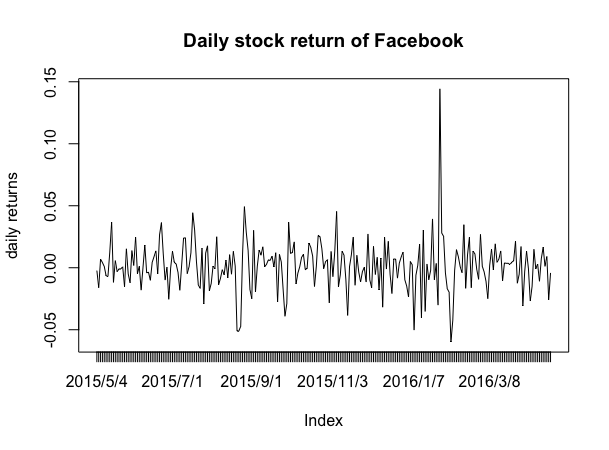 Daily stock return of Facebook
daily returns
0.15
0.10
0.05
0.00
-0.05
2015/5/4 2015/7/1 2015/9/1 2015/11/3 2016/1/7 2016/3/8
Index